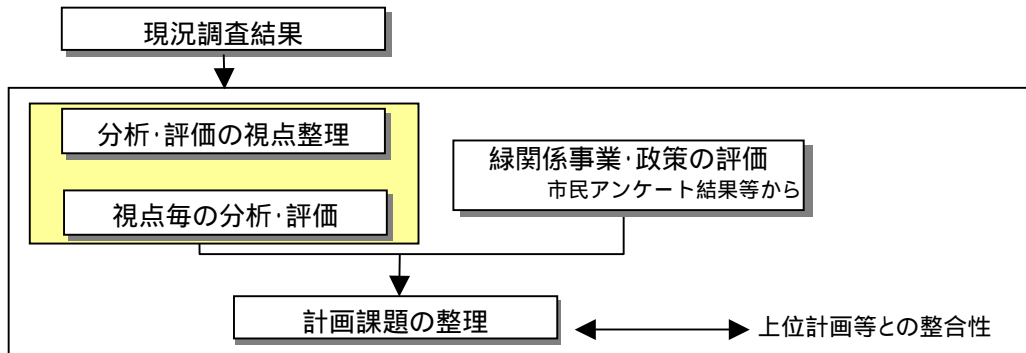 現況調査結果
分析･評価の視点整理
緑関係事業･政策の評価
市民アンケート結果等から
視点毎の分析･評価
計画課題の整理
上位計画等との整合性